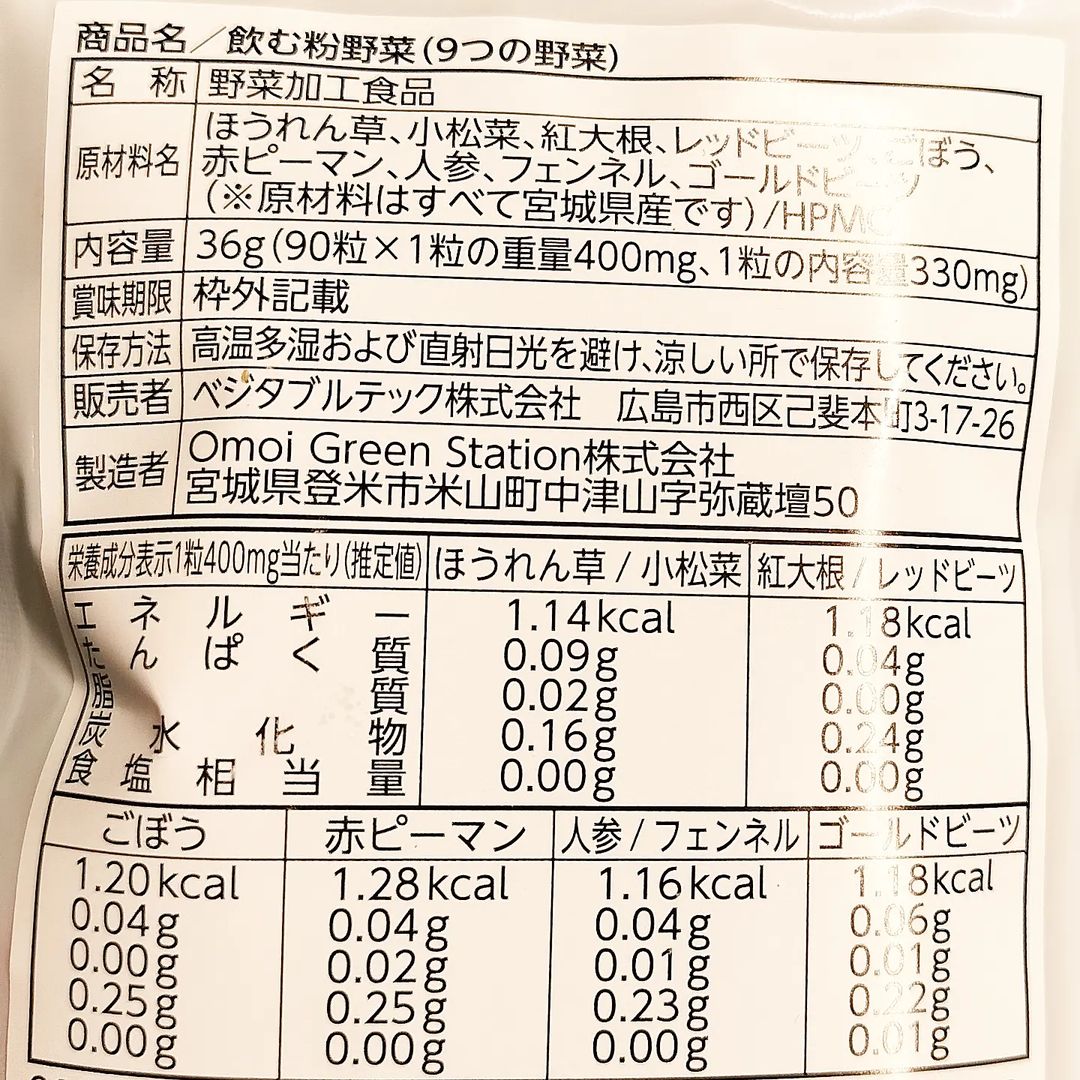 商品名/飲む粉野菜(9つの野菜)
名称 野菜加工食品
原材料名 ほうれん草、小松菜、紅大根、レッドビーツ、ごぼう、
赤ピーマン、人参、フェンネル、ゴールドビーツ
(※原材料はすべて宮城県産です)/HPMC
内容量 36g(90粒×1粒の重量400mg、1粒の内容量330mg)
賞味期限 枠外記載
保存方法 高温多湿および直射日光を避け、涼しい所で保存してください。
販売者 ベジタブルテック株式会社 広島市西区己斐本町3-17-26
製造者 Omoi Green Station株式会社
宮城県登米市米山町中津山字弥蔵壇50
栄養成分表示1粒400mg当たり(推定値) ほうれん草/小松菜 紅大根/レッドビーツ
エネルギー 1.14kcal 1.18kcal
たんぱく質 0.09g 0.04g
脂質 0.02g 0.00g
炭水化物 0.16g 0.24g
食塩相当量 0.00g 0.00g
ごぼう 赤ピーマン 人参/フェンネル ゴールドビーツ
1.20kcal 1.28kcal 1.16kcal 1.18kcal
0.04g 0.04g 0.04g 0.06g
0.00g 0.02g 0.01g 0.01g
0.25g 0.25g 0.23g 0.22g
0.00g 0.00g 0.00g 0.01g